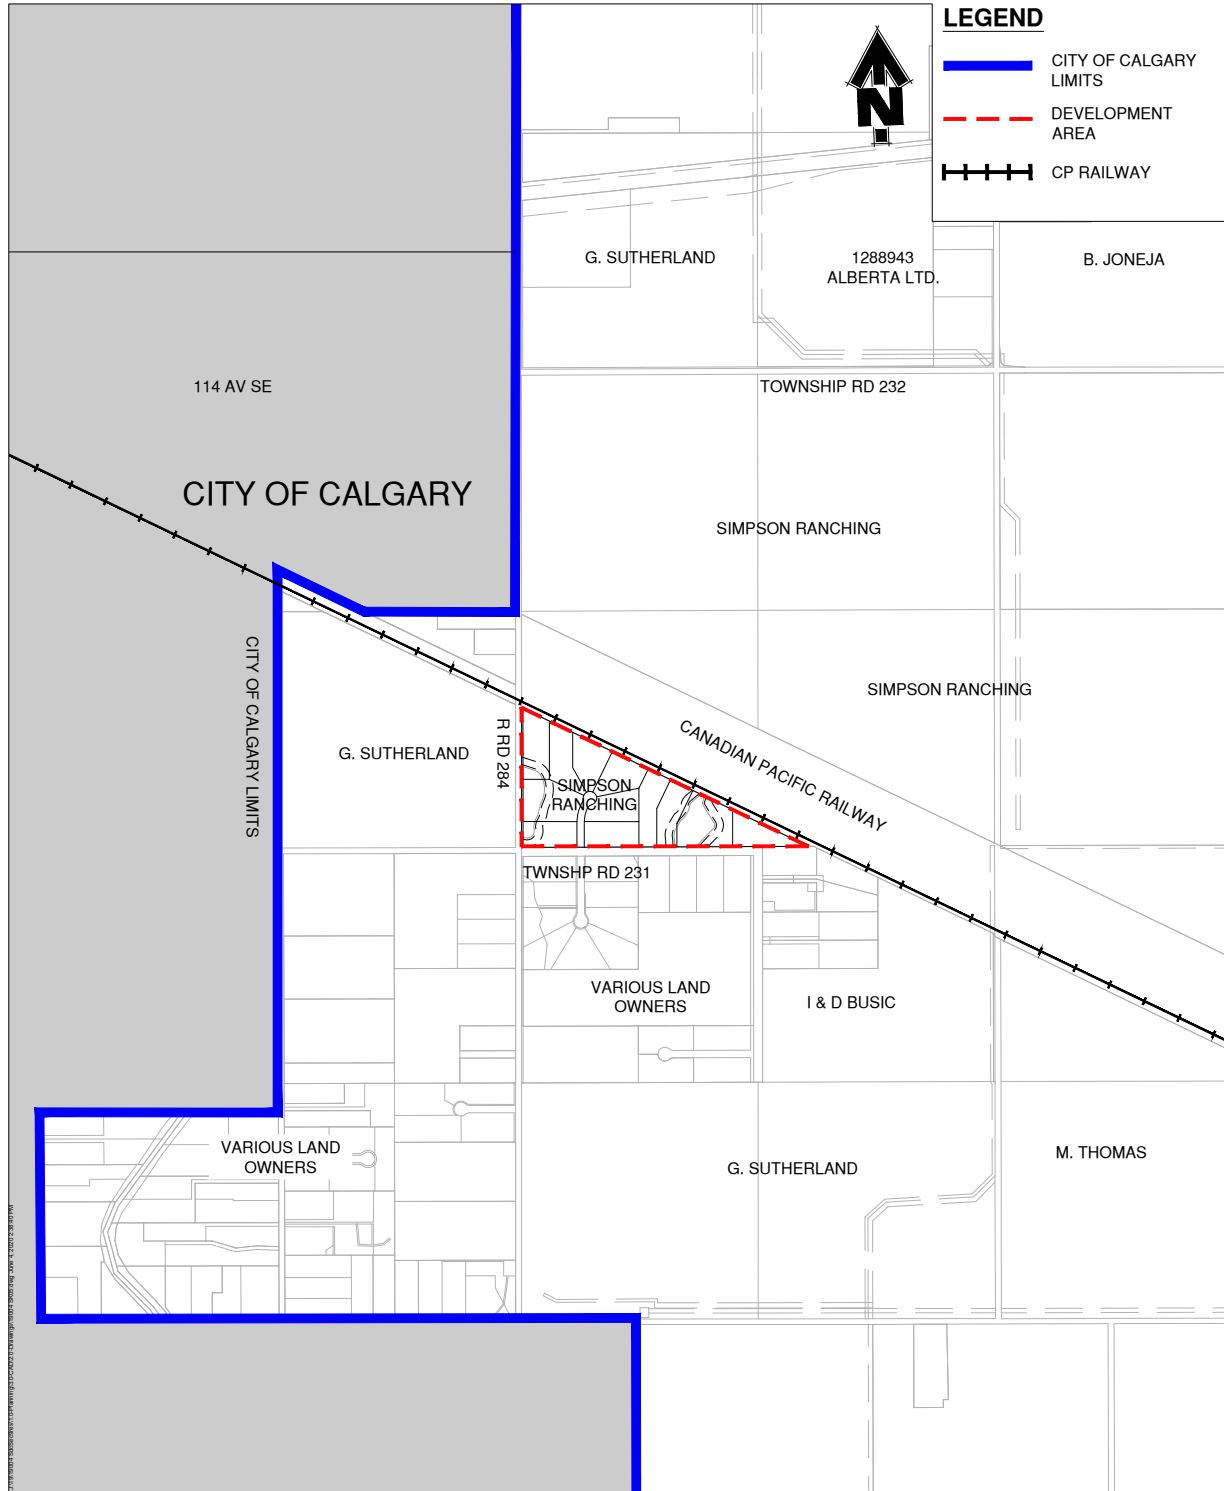 LEGEND
CITY OF CALGARY
LIMITS
DEVELOPMENT
AREA
CP RAILWAY
N
G. SUTHERLAND
1288943
ALBERTA LTD.
B. JONEJA
114 AV SE
TOWNSHIP RD 232
CITY OF CALGARY
SIMPSON RANCHING
CITY OF CALGARY LIMITS
SIMPSON RANCHING
G. SUTHERLAND
R RD 284
CANADIAN PACIFIC RAILWAY
SIMPSON
RANCHING
TWNSHP RD 231
VARIOUS LAND
OWNERS
I & D BUSIC
VARIOUS LAND
OWNERS
G. SUTHERLAND
M. THOMAS